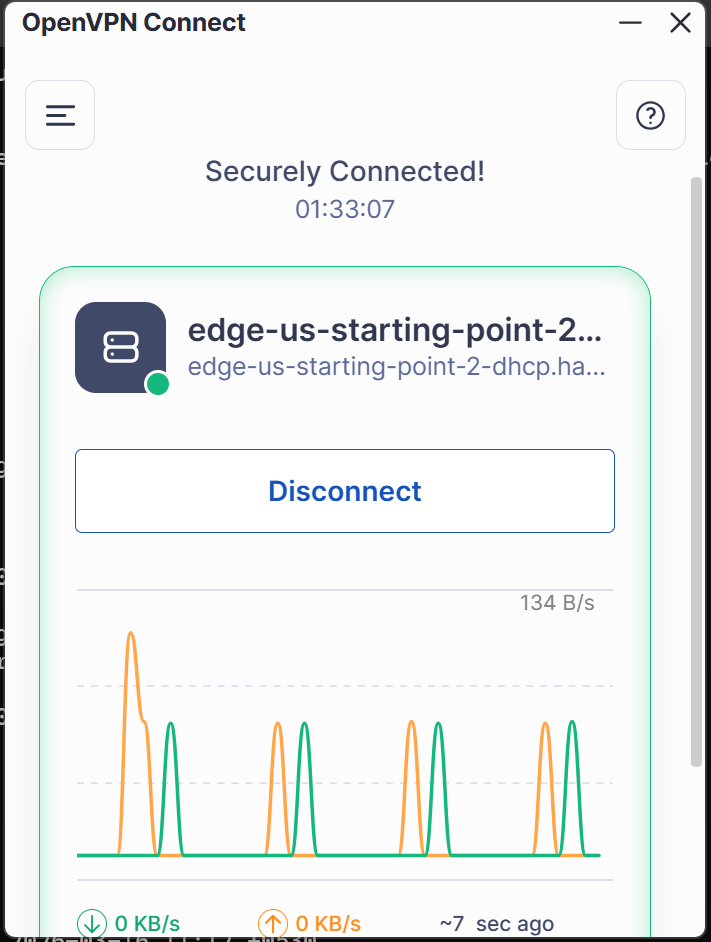 OpenVPN Connect
Securely Connected!
01:33:07
edge-us-starting-point-2...
edge-us-starting-point-2-dhcp.ha...
Disconnect
134 B/s
0 KB/s
0 KB/s
~7 sec ago